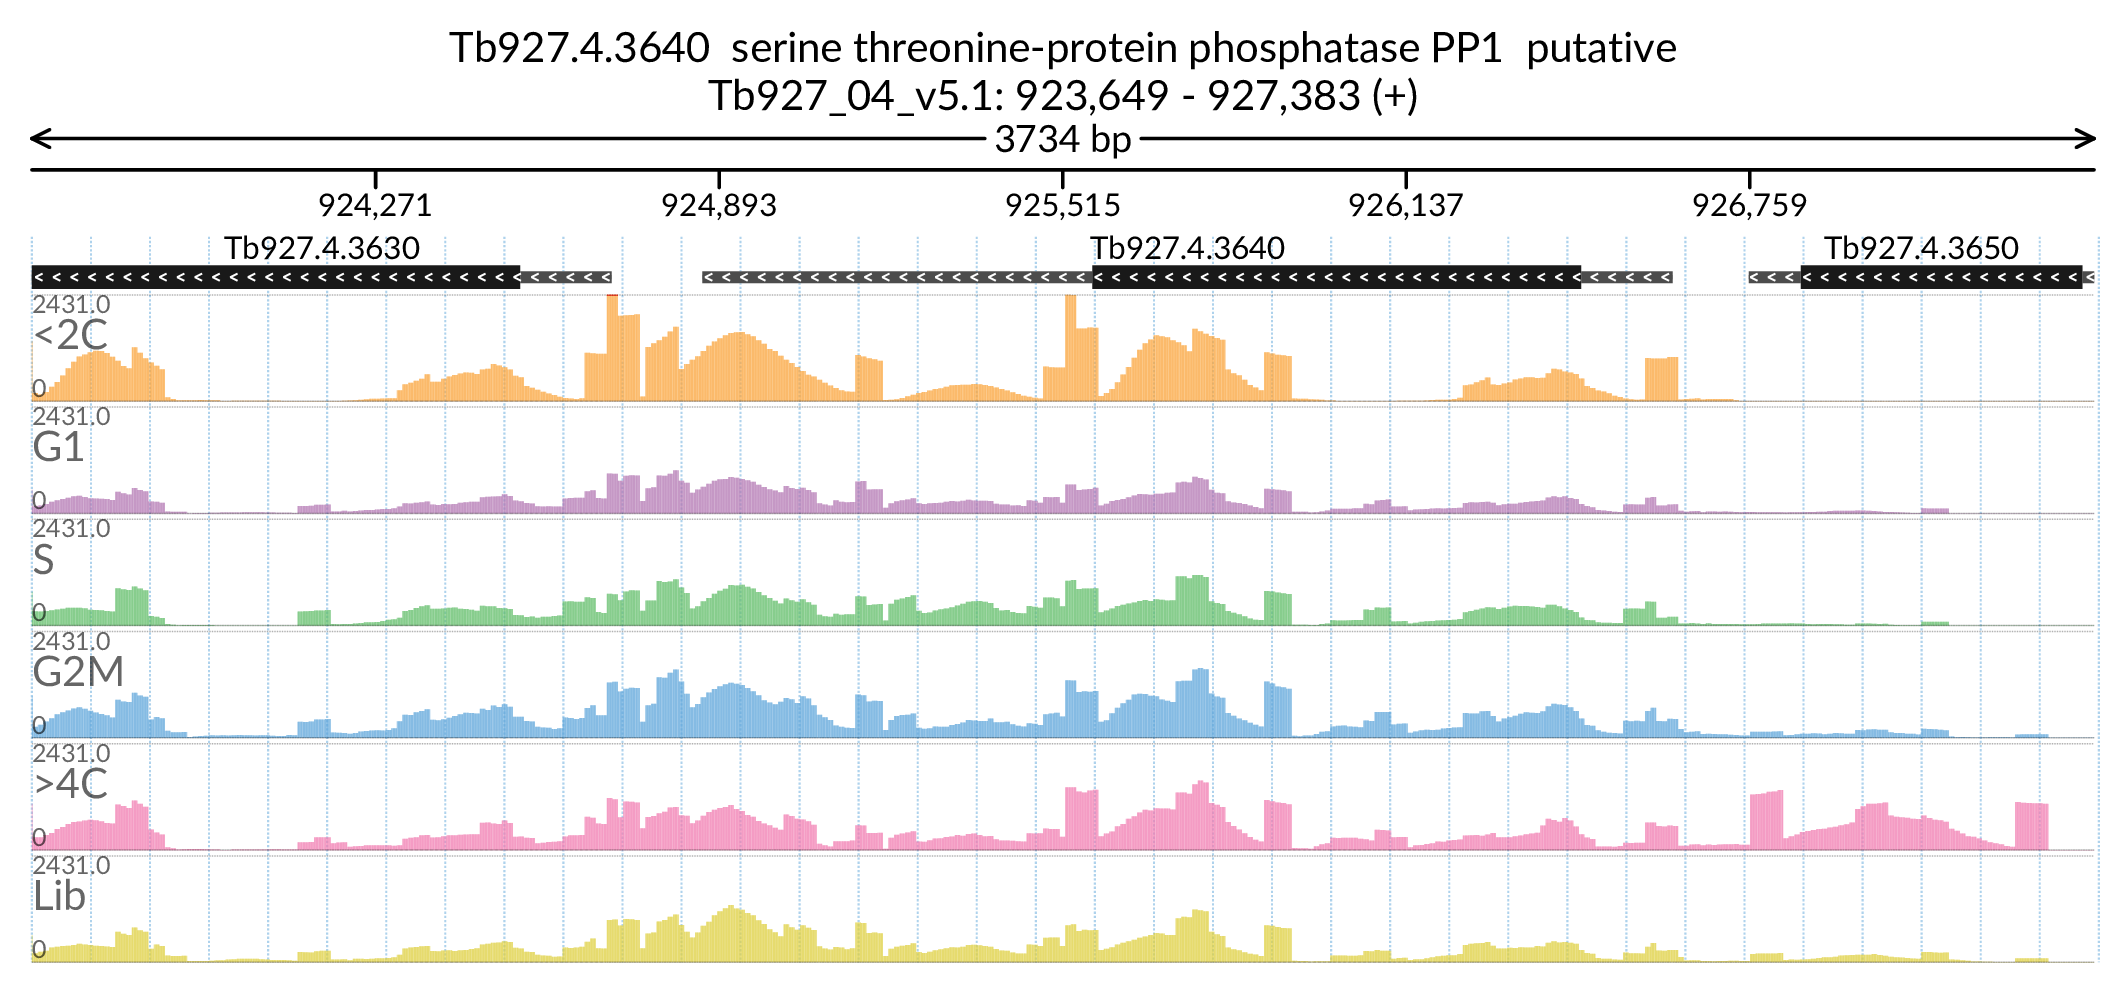 Tb927.4.3640 serine threonine-protein phosphatase PP1 putative
Tb927_04_v5.1: 923,649 - 927,383 (+)
3734 bp
924,271 924,893 925,515 926,137 926,759
Tb927.4.3630 Tb927.4.3640 Tb927.4.3650
2431.0
<2C
0
2431.0
G1
0
2431.0
S
0
2431.0
G2M
0
2431.0
>4C
0
2431.0
Lib
0